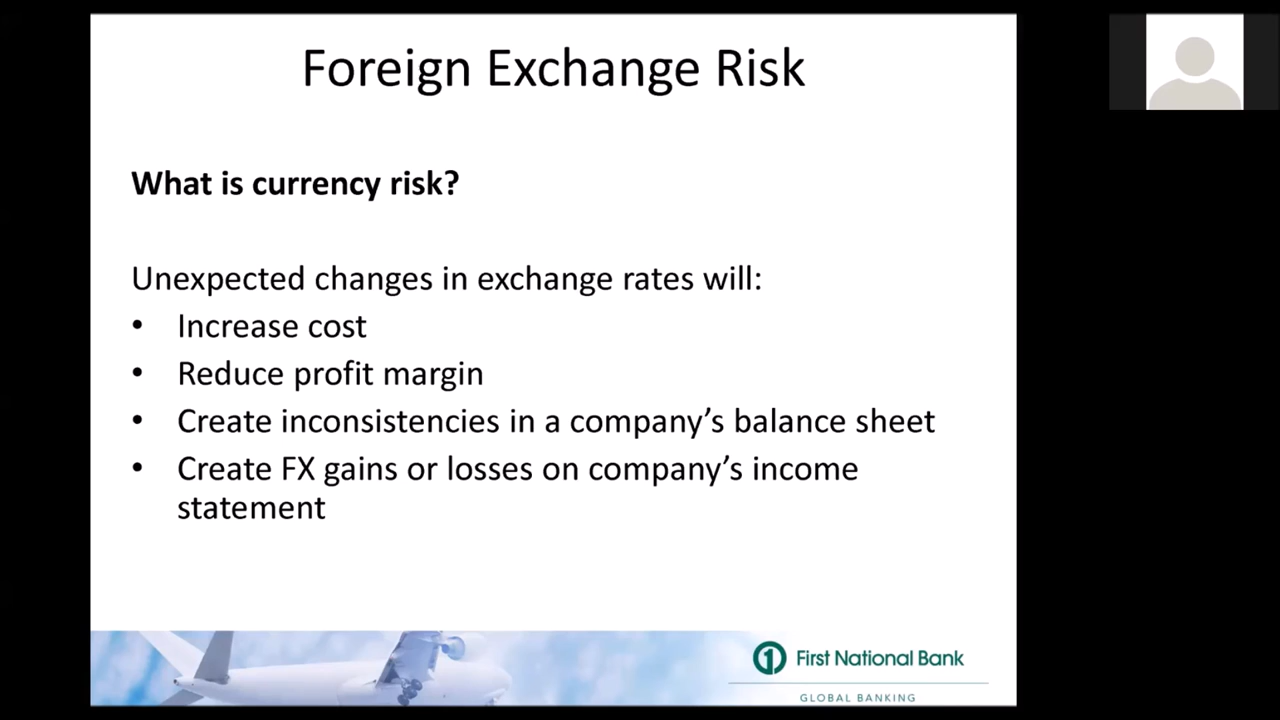 Foreign Exchange Risk
What is currency risk?
Unexpected changes in exchange rates will:
• Increase cost
• Reduce profit margin
• Create inconsistencies in a company’s balance sheet
• Create FX gains or losses on company’s income
statement
1 First National Bank
GLOBAL BANKING